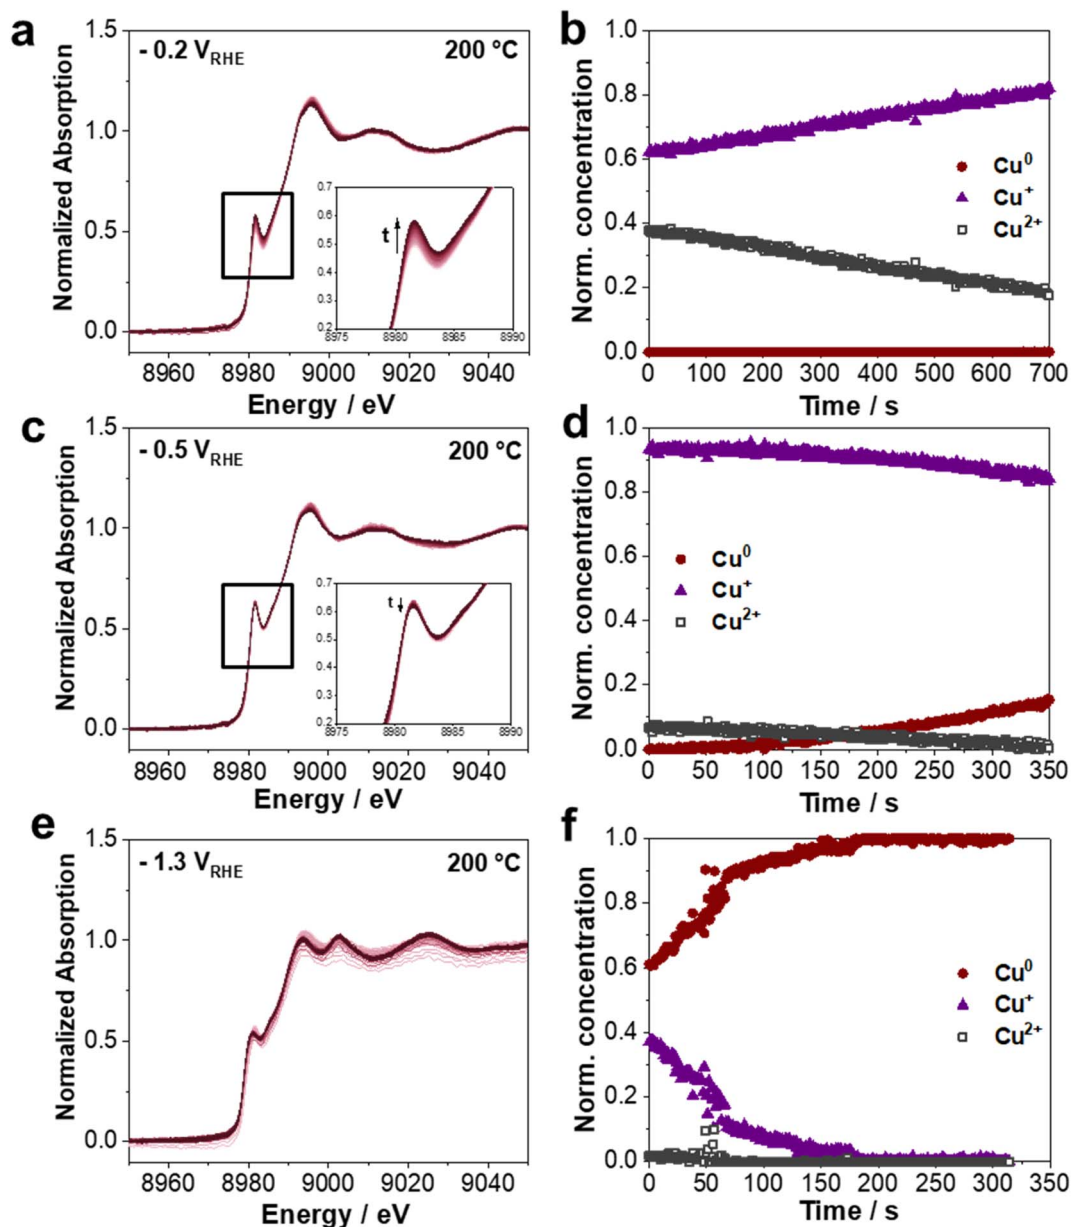 a
- 0.2 V_RHE 200 °C
Normalized Absorption
1.5
1.0
0.5
0.0
0.7
0.6
0.5
0.4
0.3
0.2
t
8975 8980 8985 8990
8960 8980 9000 9020 9040
Energy / eV
b
Norm. concentration
1.0
0.8
0.6
0.4
0.2
0.0
Cu⁰
Cu⁺
Cu²⁺
0 100 200 300 400 500 600 700
Time / s
c
- 0.5 V_RHE 200 °C
Normalized Absorption
1.5
1.0
0.5
0.0
0.7
0.6
0.5
0.4
0.3
0.2
t
8975 8980 8985 8990
8960 8980 9000 9020 9040
Energy / eV
d
Norm. concentration
1.0
0.8
0.6
0.4
0.2
0.0
Cu⁰
Cu⁺
Cu²⁺
0 50 100 150 200 250 300 350
Time / s
e
- 1.3 V_RHE 200 °C
Normalized Absorption
1.5
1.0
0.5
0.0
8960 8980 9000 9020 9040
Energy / eV
f
Norm. concentration
1.0
0.8
0.6
0.4
0.2
0.0
Cu⁰
Cu⁺
Cu²⁺
0 50 100 150 200 250 300 350
Time / s